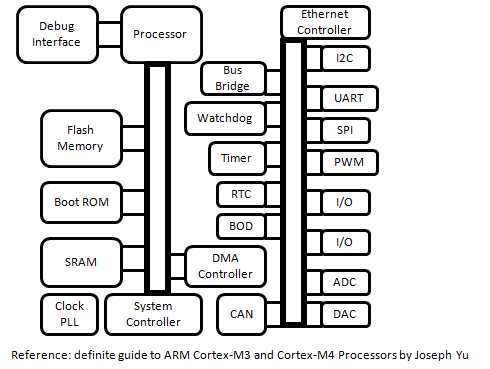 Debug
Interface
Processor
Ethernet
Controller
I2C
Bus
Bridge
UART
Watchdog
SPI
Flash
Memory
Timer
PWM
Boot ROM
RTC
I/O
BOD
I/O
SRAM
DMA
Controller
ADC
Clock
PLL
System
Controller
CAN
DAC
Reference: definite guide to ARM Cortex-M3 and Cortex-M4 Processors by Joseph Yu